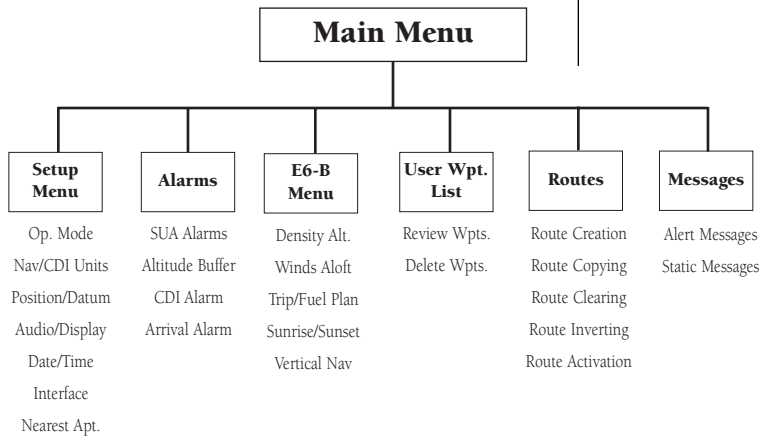 Main Menu
Setup
Menu
Op. Mode
Nav/CDI Units
Position/Datum
Audio/Display
Date/Time
Interface
Nearest Apt.
Alarms
SUA Alarms
Altitude Buffer
CDI Alarm
Arrival Alarm
E6-B
Menu
Density Alt.
Winds Aloft
Trip/Fuel Plan
Sunrise/Sunset
Vertical Nav
User Wpt.
List
Review Wpts.
Delete Wpts.
Routes
Route Creation
Route Copying
Route Clearing
Route Inverting
Route Activation
Messages
Alert Messages
Static Messages